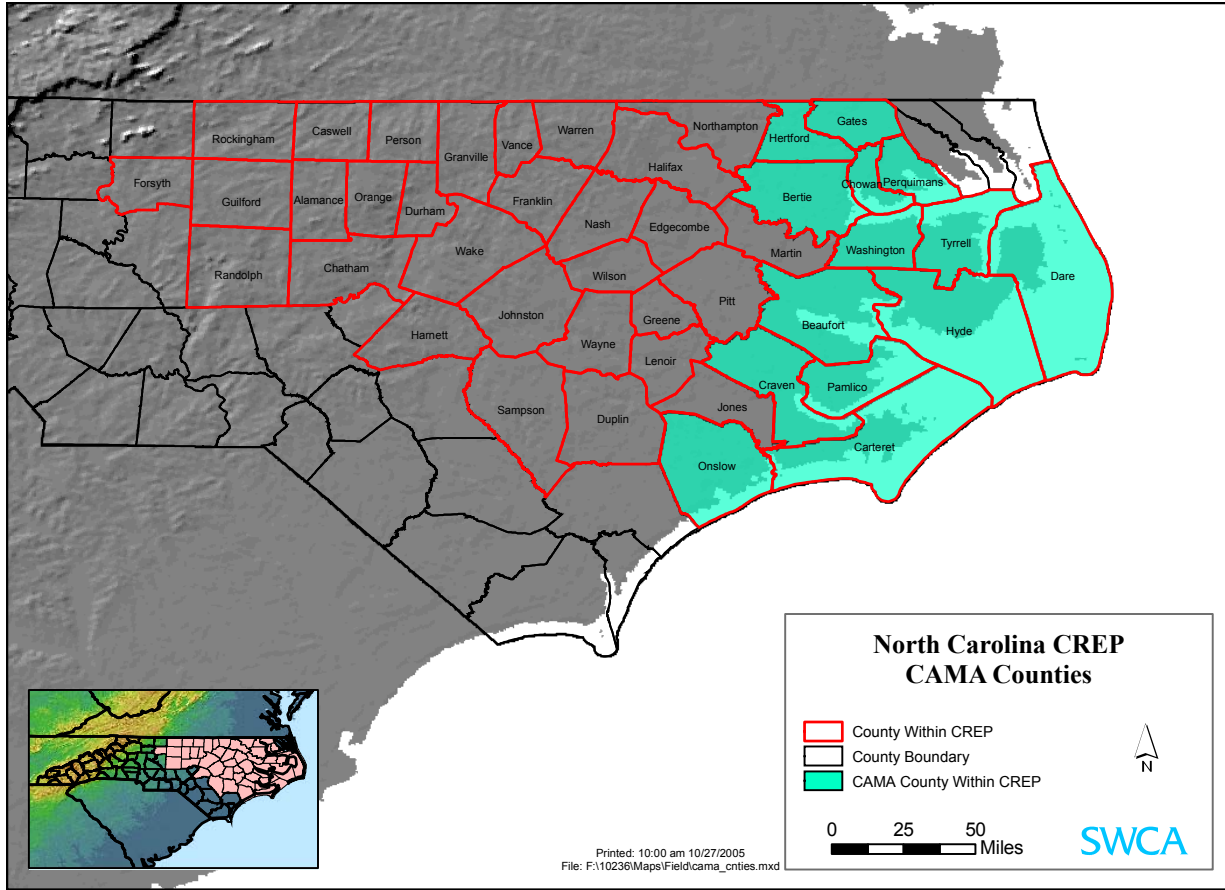 Gates
Hertford
Northampton
Warren
Vance
Caswell
Person
Rockingham
Granville
Halifax
Forsyth
Guilford
Alamance
Orange
Durham
Franklin
Bertie
Chowan
Perquimans
Nash
Edgecombe
Martin
Washington
Tyrrell
Dare
Wake
Randolph
Chatham
Wilson
Pitt
Hyde
Beaufort
Johnston
Greene
Harnett
Wayne
Lenoir
Craven
Pamlico
Sampson
Duplin
Jones
Carteret
Onslow
North Carolina CREP
CAMA Counties
County Within CREP
County Boundary
CAMA County Within CREP
N
0 25 50
Miles
SWCA
Printed: 10:00 am 10/27/2005
File: F:\10236\Maps\Field\cama_cnties.mxd